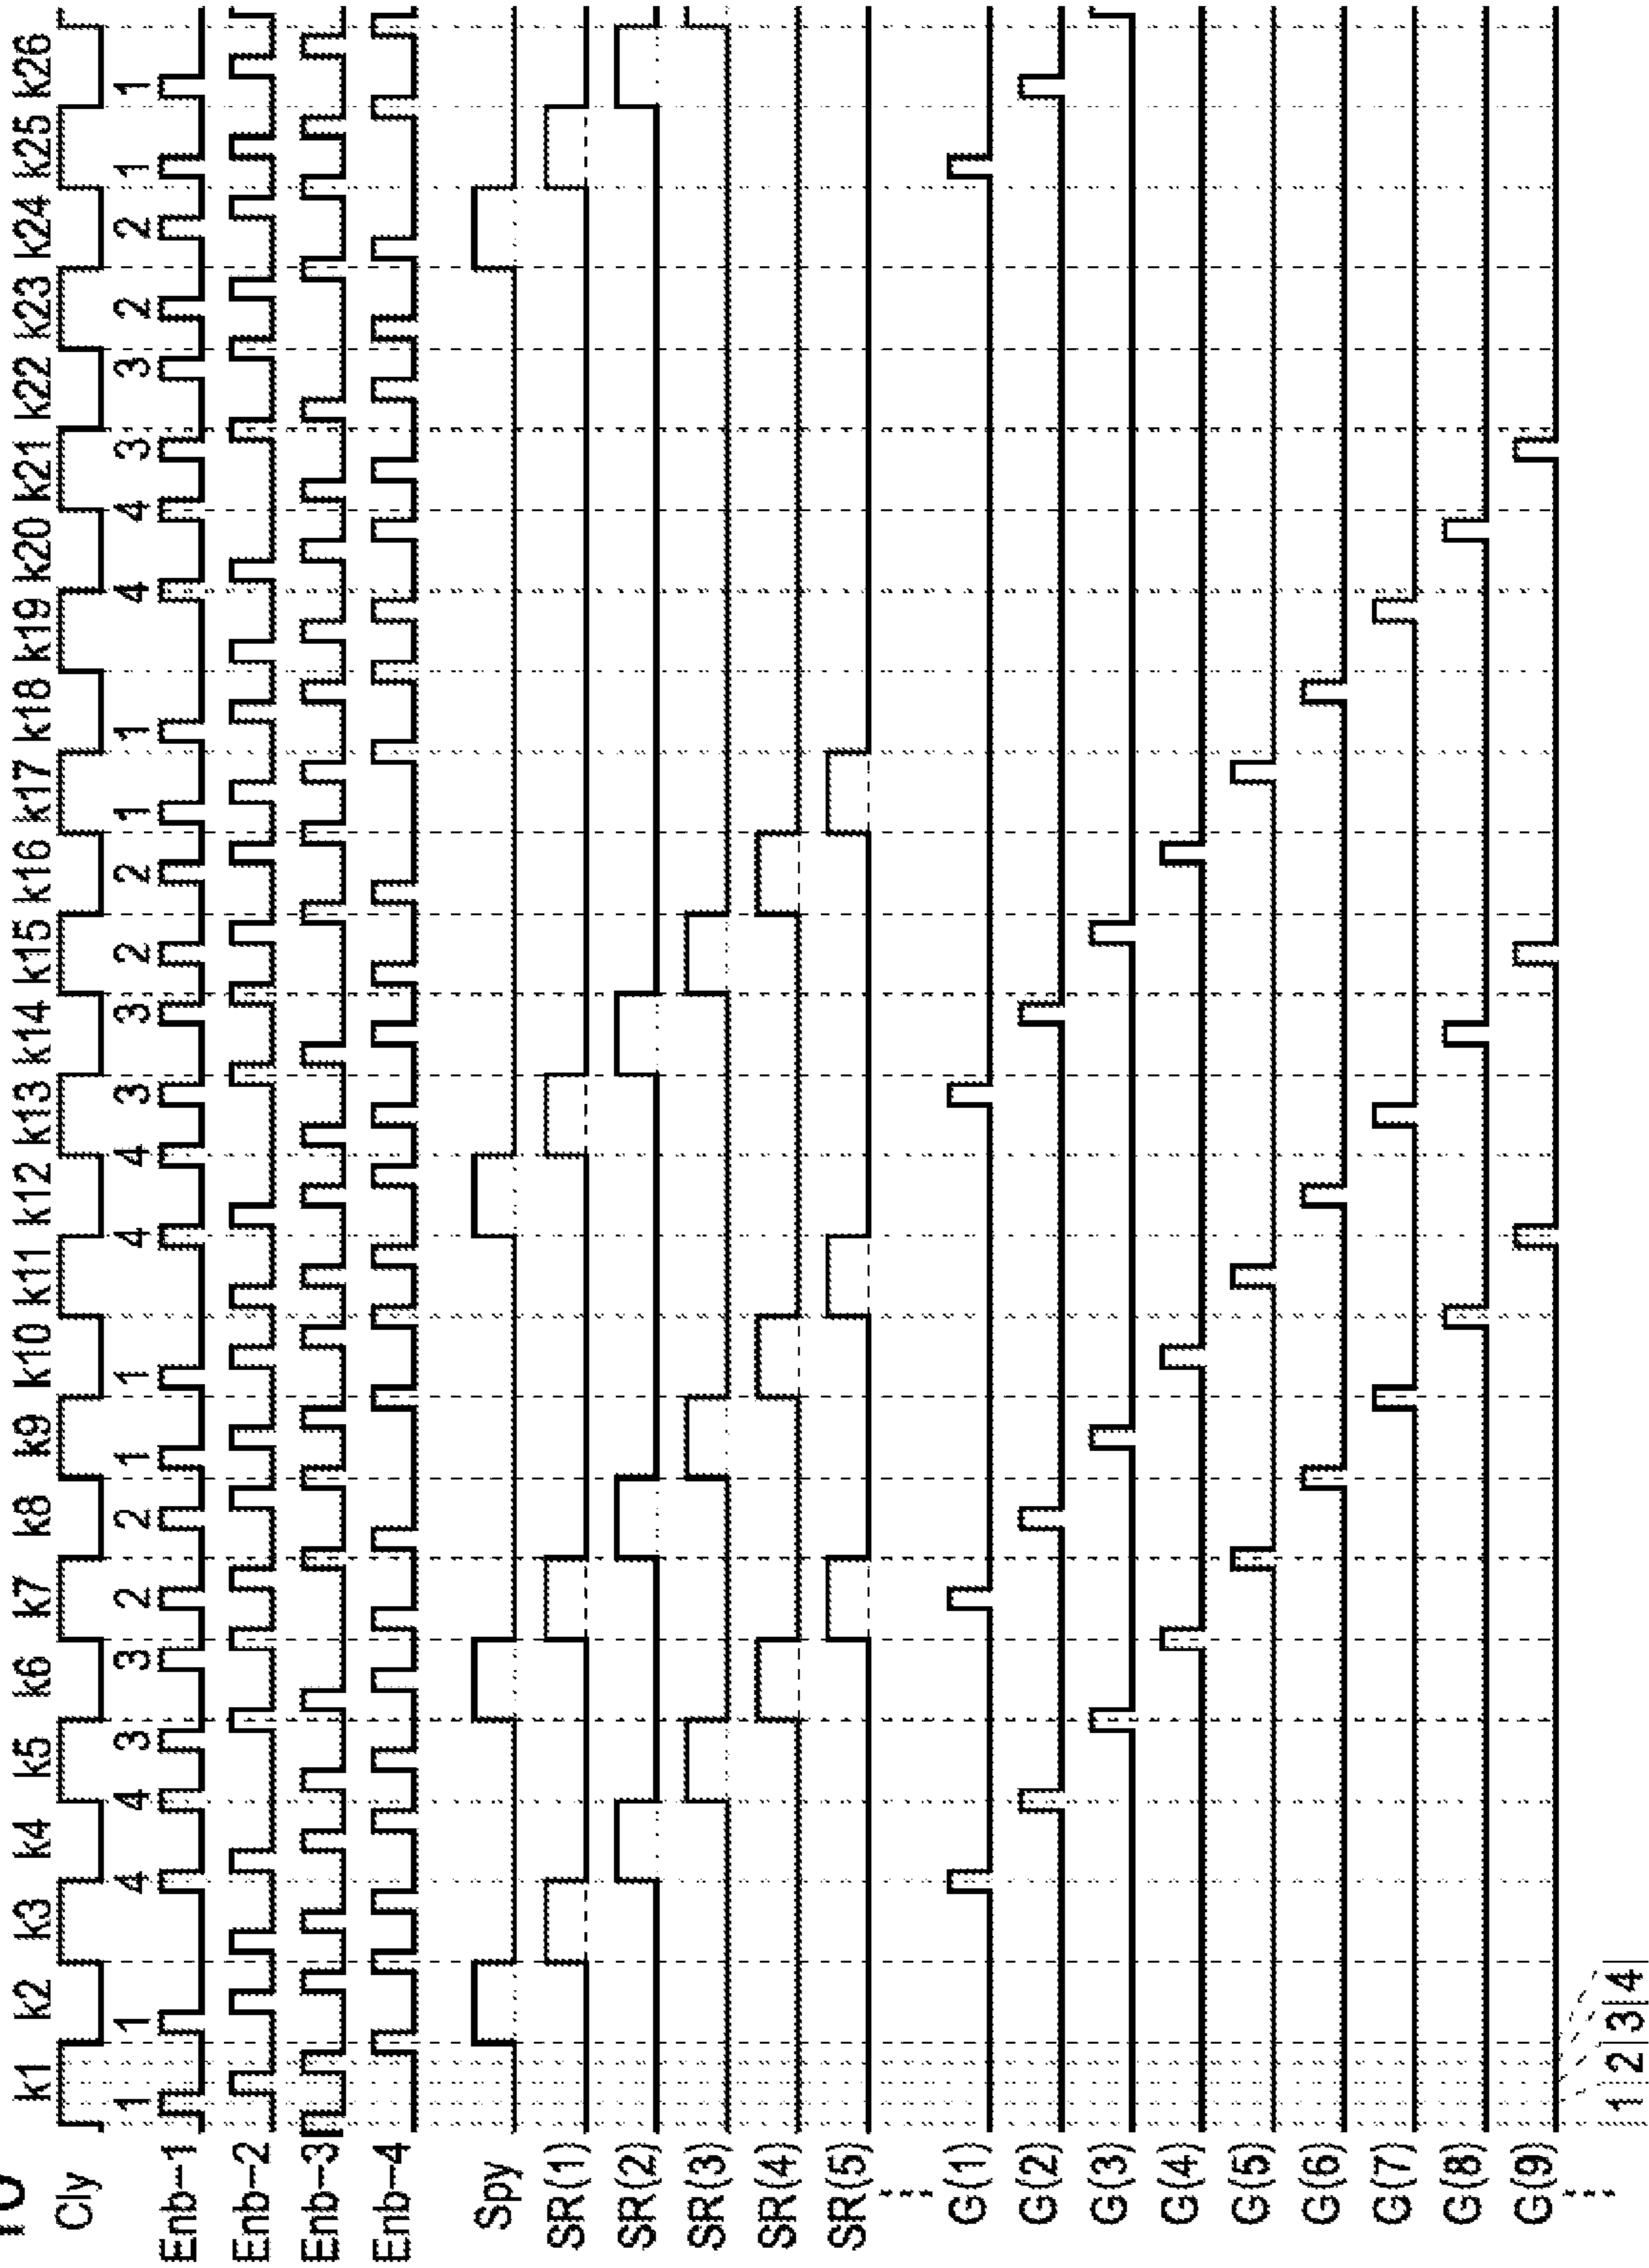 k1 k2 k3 k4 k5 k6 k7 k8 k9 k10 k11 k12 k13 k14 k15 k16 k17 k18 k19 k20 k21 k22 k23 k24 k25 k26
Cly
1 1 4 4 3 3 2 2 1 1 4 4 3 3 2 2 1 1 4 4 3 3 2 2 1 1
Enb-1
Enb-2
Enb-3
Enb-4
Spy
SR(1)
SR(2)
SR(3)
SR(4)
SR(5)
G(1)
G(2)
G(3)
G(4)
G(5)
G(6)
G(7)
G(8)
G(9)
1 2 3 4